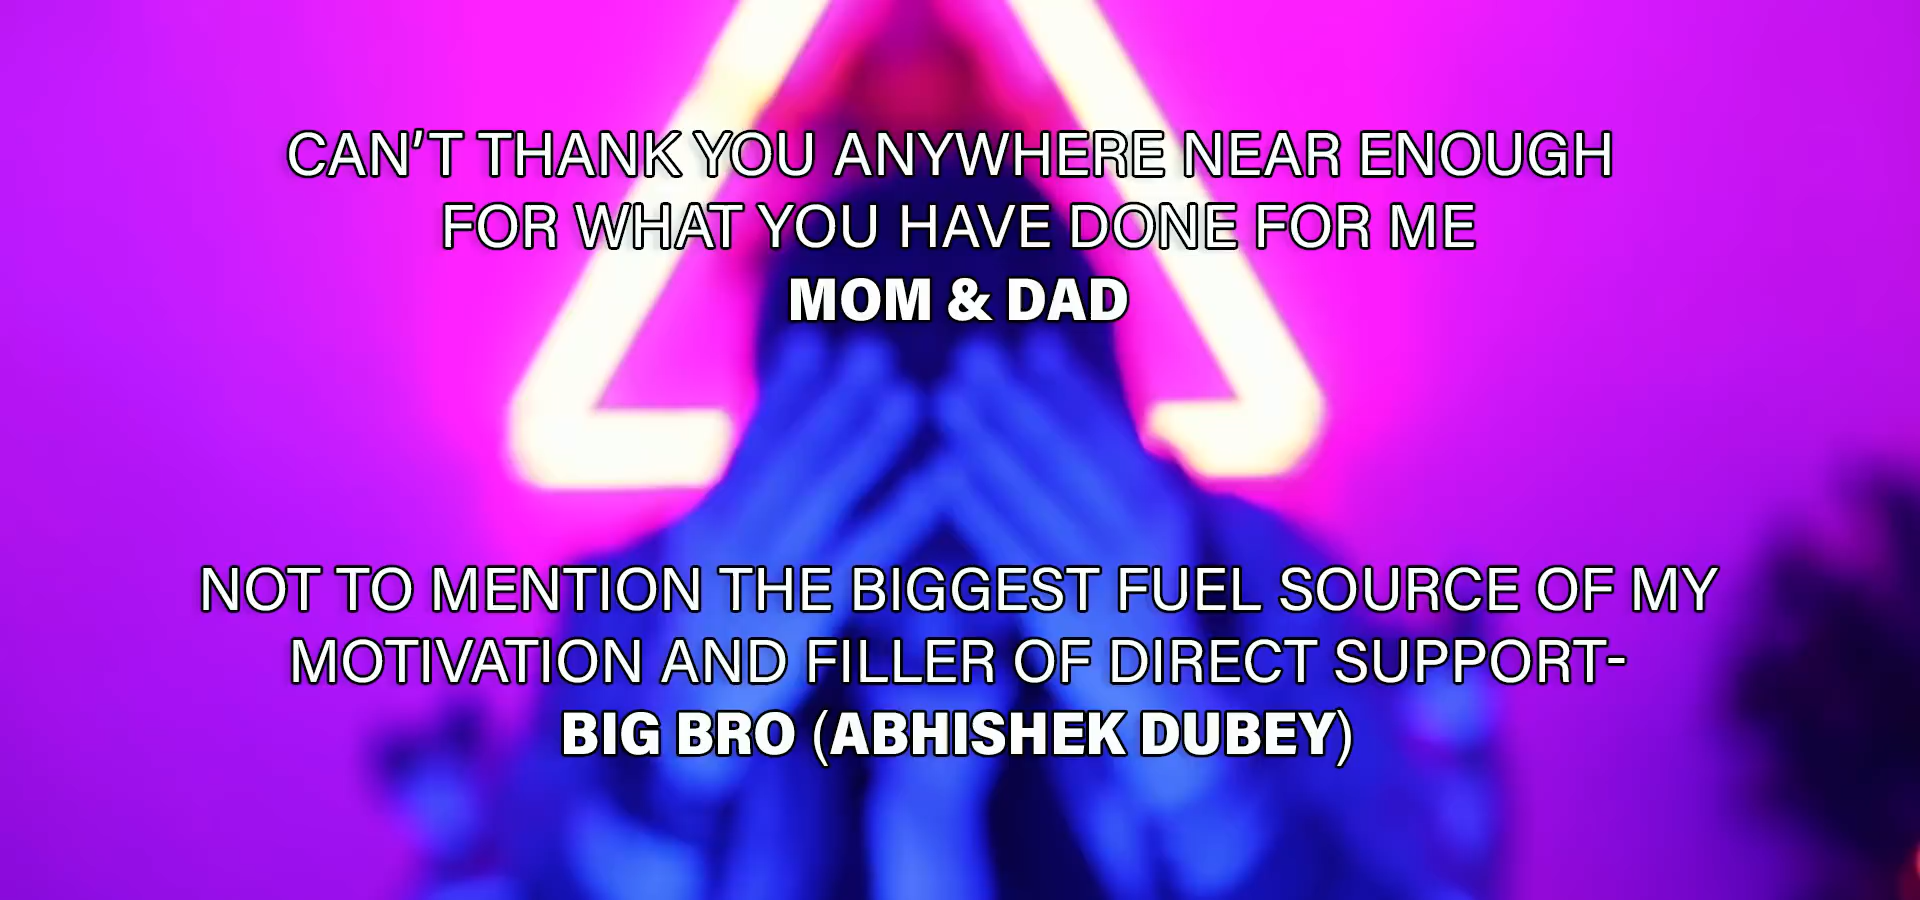 CAN'T THANK YOU ANYWHERE NEAR ENOUGH
FOR WHAT YOU HAVE DONE FOR ME
MOM & DAD
NOT TO MENTION THE BIGGEST FUEL SOURCE OF MY
MOTIVATION AND FILLER OF DIRECT SUPPORT-
BIG BRO (ABHISHEK DUBEY)